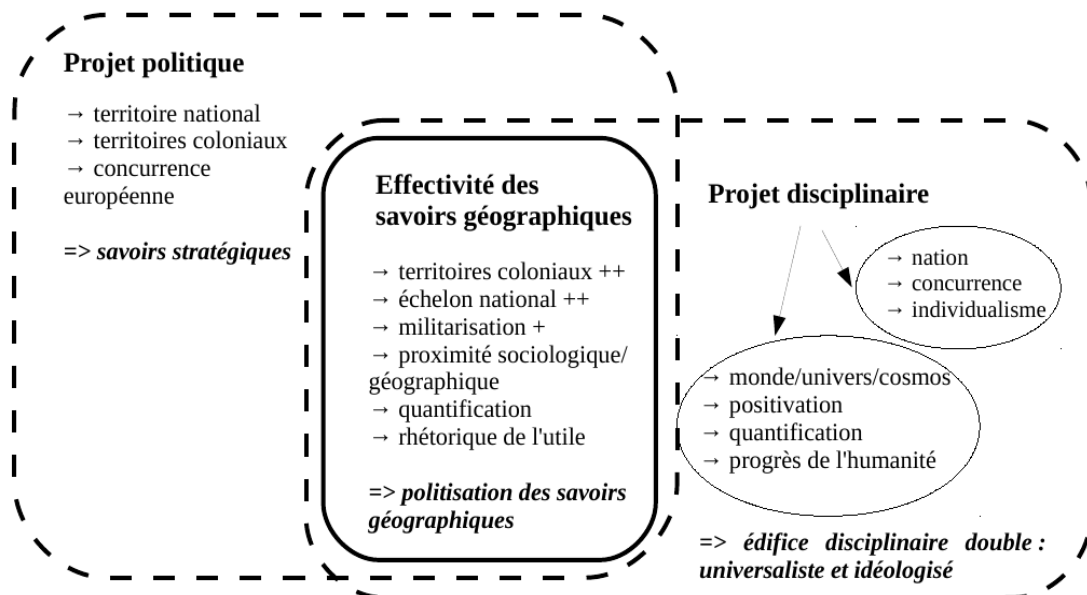 Projet politique
→ territoire national
→ territoires coloniaux
→ concurrence
européenne
=> savoirs stratégiques
Effectivité des
savoirs géographiques
→ territoires coloniaux ++
→ échelon national ++
→ militarisation +
→ proximité sociologique/
géographique
→ quantification
→ rhétorique de l'utile
=> politisation des savoirs
géographiques
Projet disciplinaire
→ nation
→ concurrence
→ individualisme
→ monde/univers/cosmos
→ positivation
→ quantification
→ progrès de l'humanité
=> édifice disciplinaire double :
universaliste et idéologisé